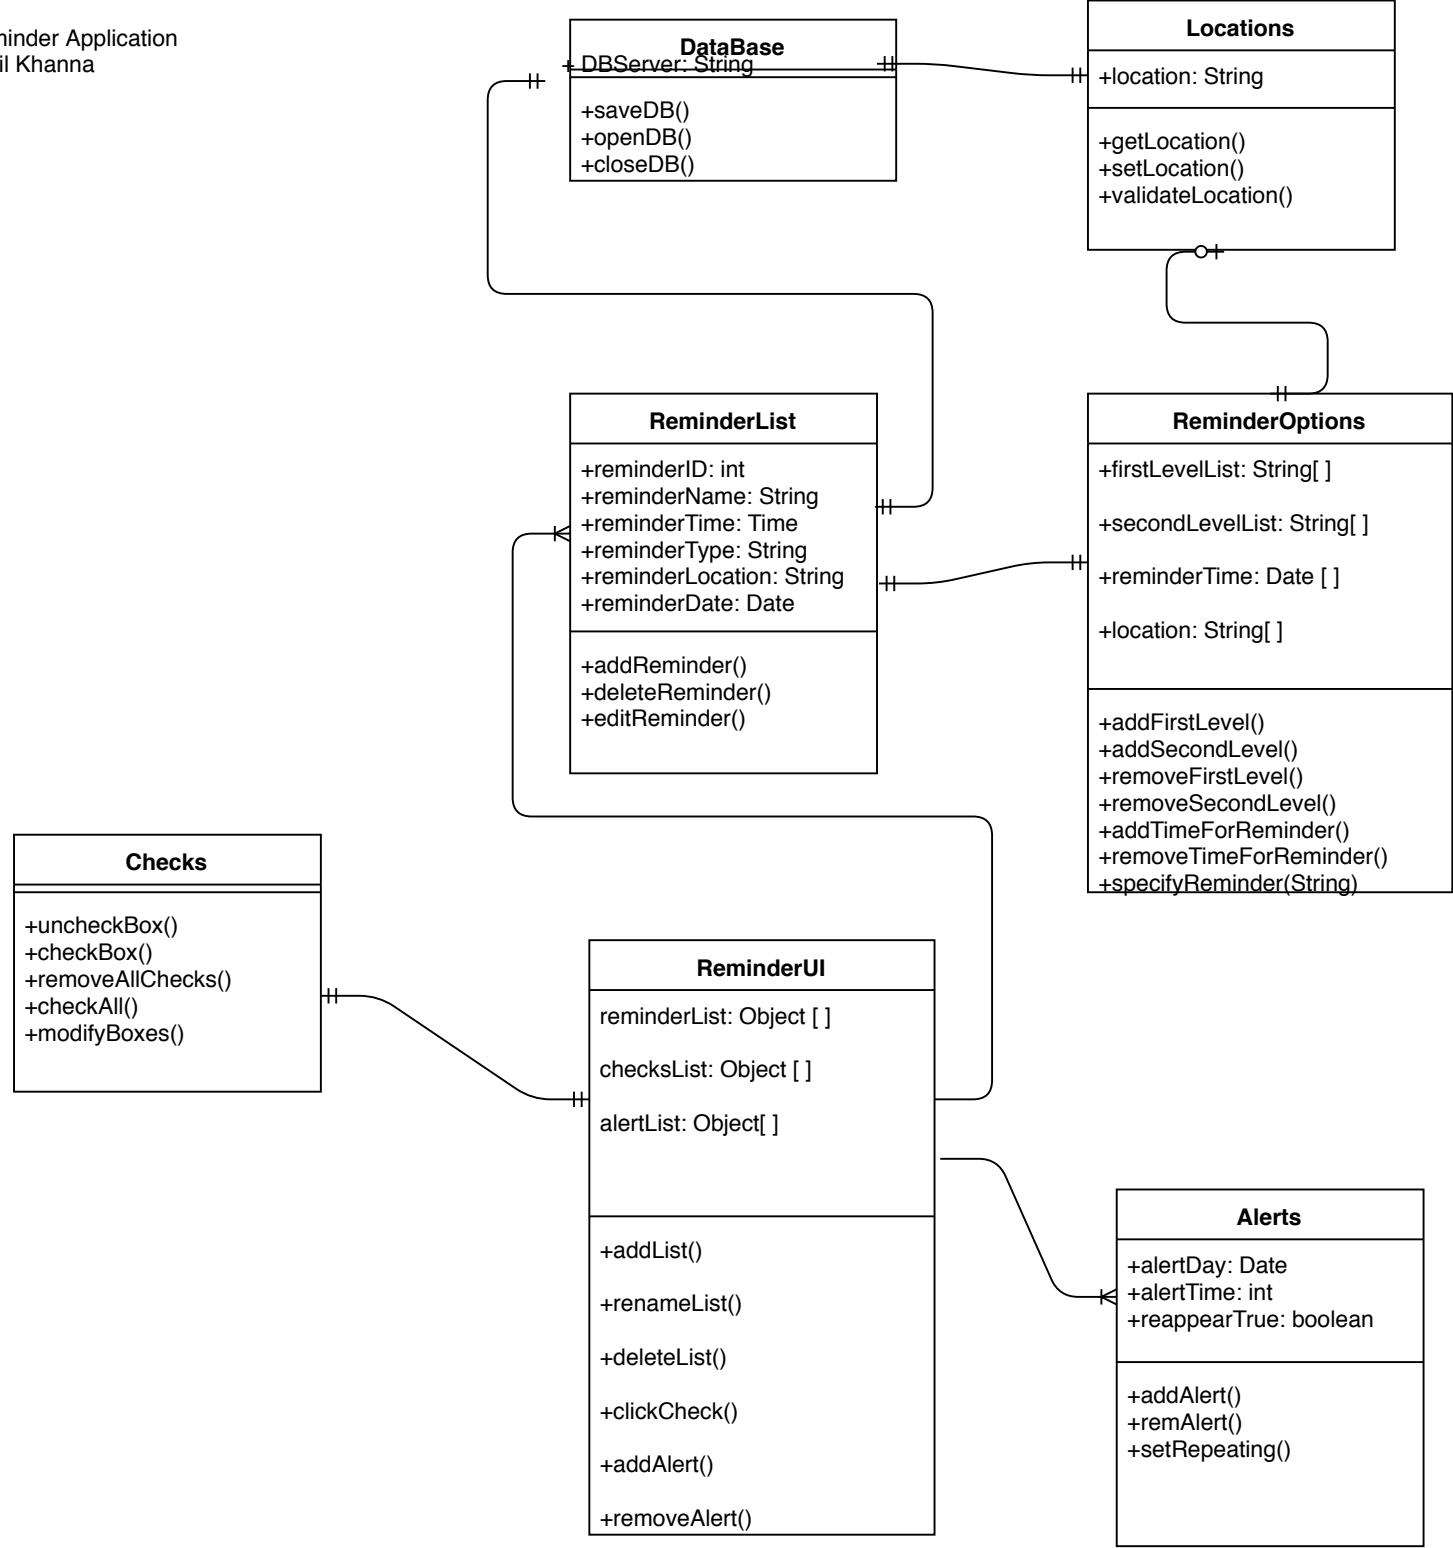 Application
Khanna
DataBase
+ DBServer: String
+saveDB()
+openDB()
+closeDB()
Locations
+location: String
+getLocation()
+setLocation()
+validateLocation()
ReminderList
+reminderID: int
+reminderName: String
+reminderTime: Time
+reminderType: String
+reminderLocation: String
+reminderDate: Date
+addReminder()
+deleteReminder()
+editReminder()
ReminderOptions
+firstLevelList: String[ ]
+secondLevelList: String[ ]
+reminderTime: Date [ ]
+location: String[ ]
+addFirstLevel()
+addSecondLevel()
+removeFirstLevel()
+removeSecondLevel()
+addTimeForReminder()
+removeTimeForReminder()
+specifyReminder(String)
Checks
+uncheckBox()
+checkBox()
+removeAllChecks()
+checkAll()
+modifyBoxes()
ReminderUI
reminderList: Object [ ]
checksList: Object [ ]
alertList: Object[ ]
+addList()
+renameList()
+deleteList()
+clickCheck()
+addAlert()
+removeAlert()
Alerts
+alertDay: Date
+alertTime: int
+reappearTrue: boolean
+addAlert()
+remAlert()
+setRepeating()